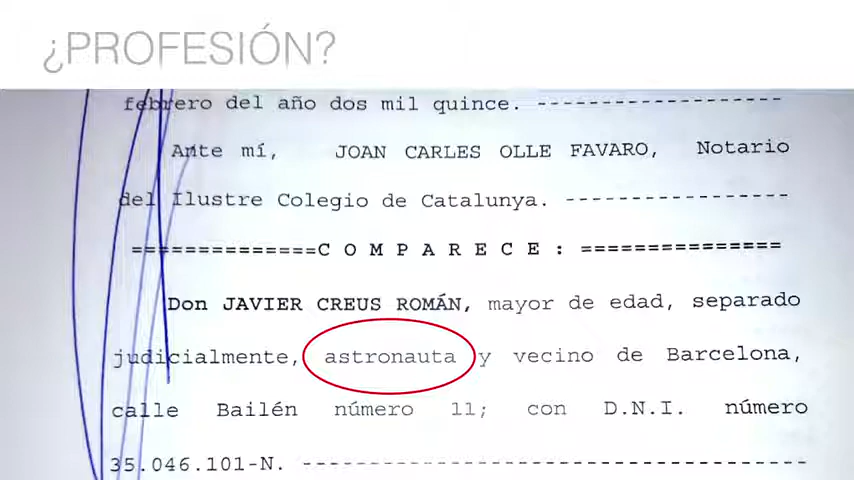 ¿PROFESIÓN?
febrero del año dos mil quince. -------------------
Ante mí, JOAN CARLES OLLE FAVARO, Notario
del Ilustre Colegio de Catalunya. -----------------
==============C O M P A R E C E : ===============
Don JAVIER CREUS ROMÁN, mayor de edad, separado
judicialmente, astronauta y vecino de Barcelona,
calle Bailén número 11; con D.N.I. número
35.046.101-N. --------------------------------------